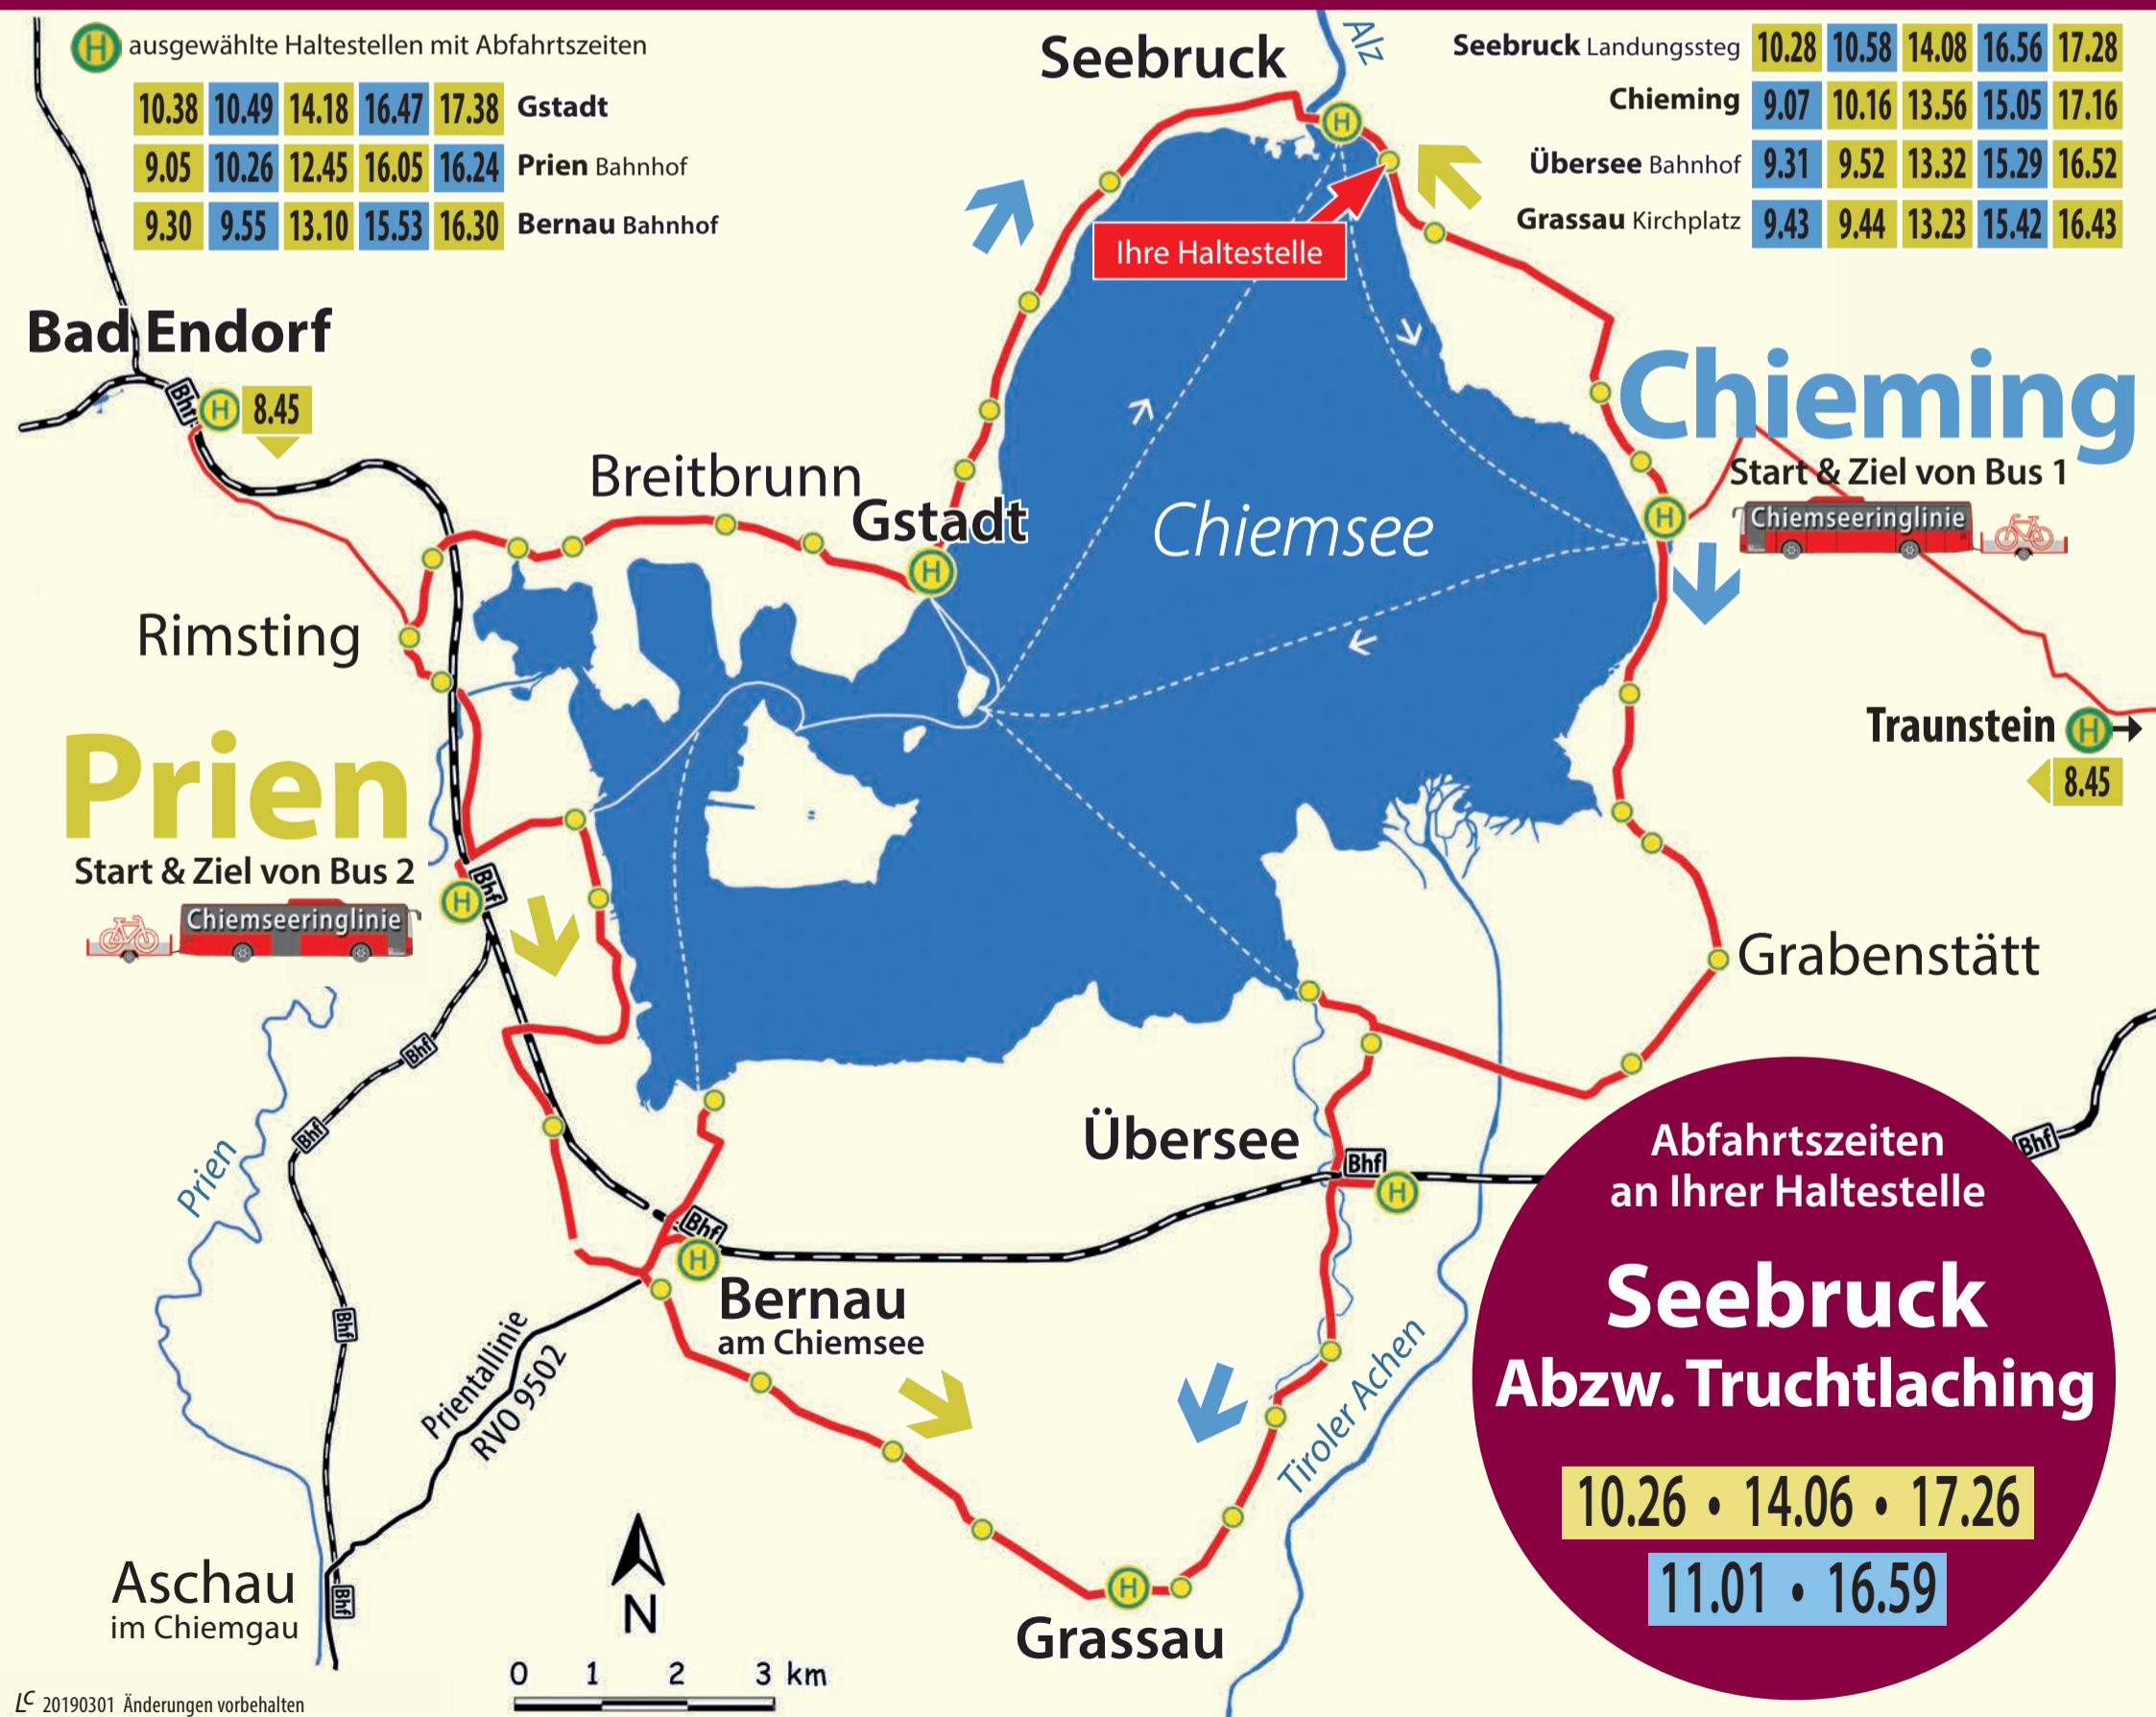 H ausgewählte Haltestellen mit Abfahrtszeiten
10.38 10.49 14.18 16.47 17.38 Gstadt
9.05 10.26 12.45 16.05 16.24 Prien Bahnhof
9.30 9.55 13.10 15.53 16.30 Bernau Bahnhof
Seebruck
Alz
Seebruck Landungssteg 10.28 10.58 14.08 16.56 17.28
Chieming 9.07 10.16 13.56 15.05 17.16
Übersee Bahnhof 9.31 9.52 13.32 15.29 16.52
Grassau Kirchplatz 9.43 9.44 13.23 15.42 16.43
H
Ihre Haltestelle
Bad Endorf
Bhf H 8.45
Chieming
Start & Ziel von Bus 1
Chiemseeringlinie
H
Breitbrunn
Gstadt
H
Chiemsee
Rimsting
Traunstein H
8.45
Prien
Start & Ziel von Bus 2
Chiemseeringlinie
Bhf
H
Grabenstätt
Bhf
Bhf
Prien
Übersee
Bhf
H
Bhf
Bhf
H
Bernau
am Chiemsee
Bhf
Prientallinie
RVO 9502
Tiroler Achen
Abfahrtszeiten
an Ihrer Haltestelle
Seebruck
Abzw. Truchtlaching
10.26 • 14.06 • 17.26
11.01 • 16.59
Aschau
im Chiemgau
Bhf
N
H
Grassau
0 1 2 3 km
LC 20190301 Änderungen vorbehalten